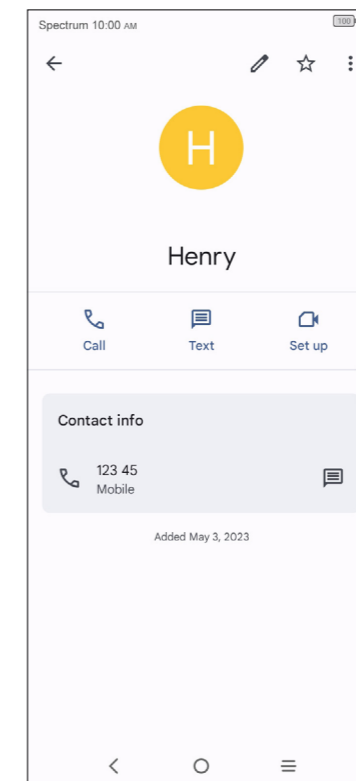 Spectrum 10:00 AM 100
H
Henry
Call Text Set up
Contact info
123 45
Mobile
Added May 3, 2023